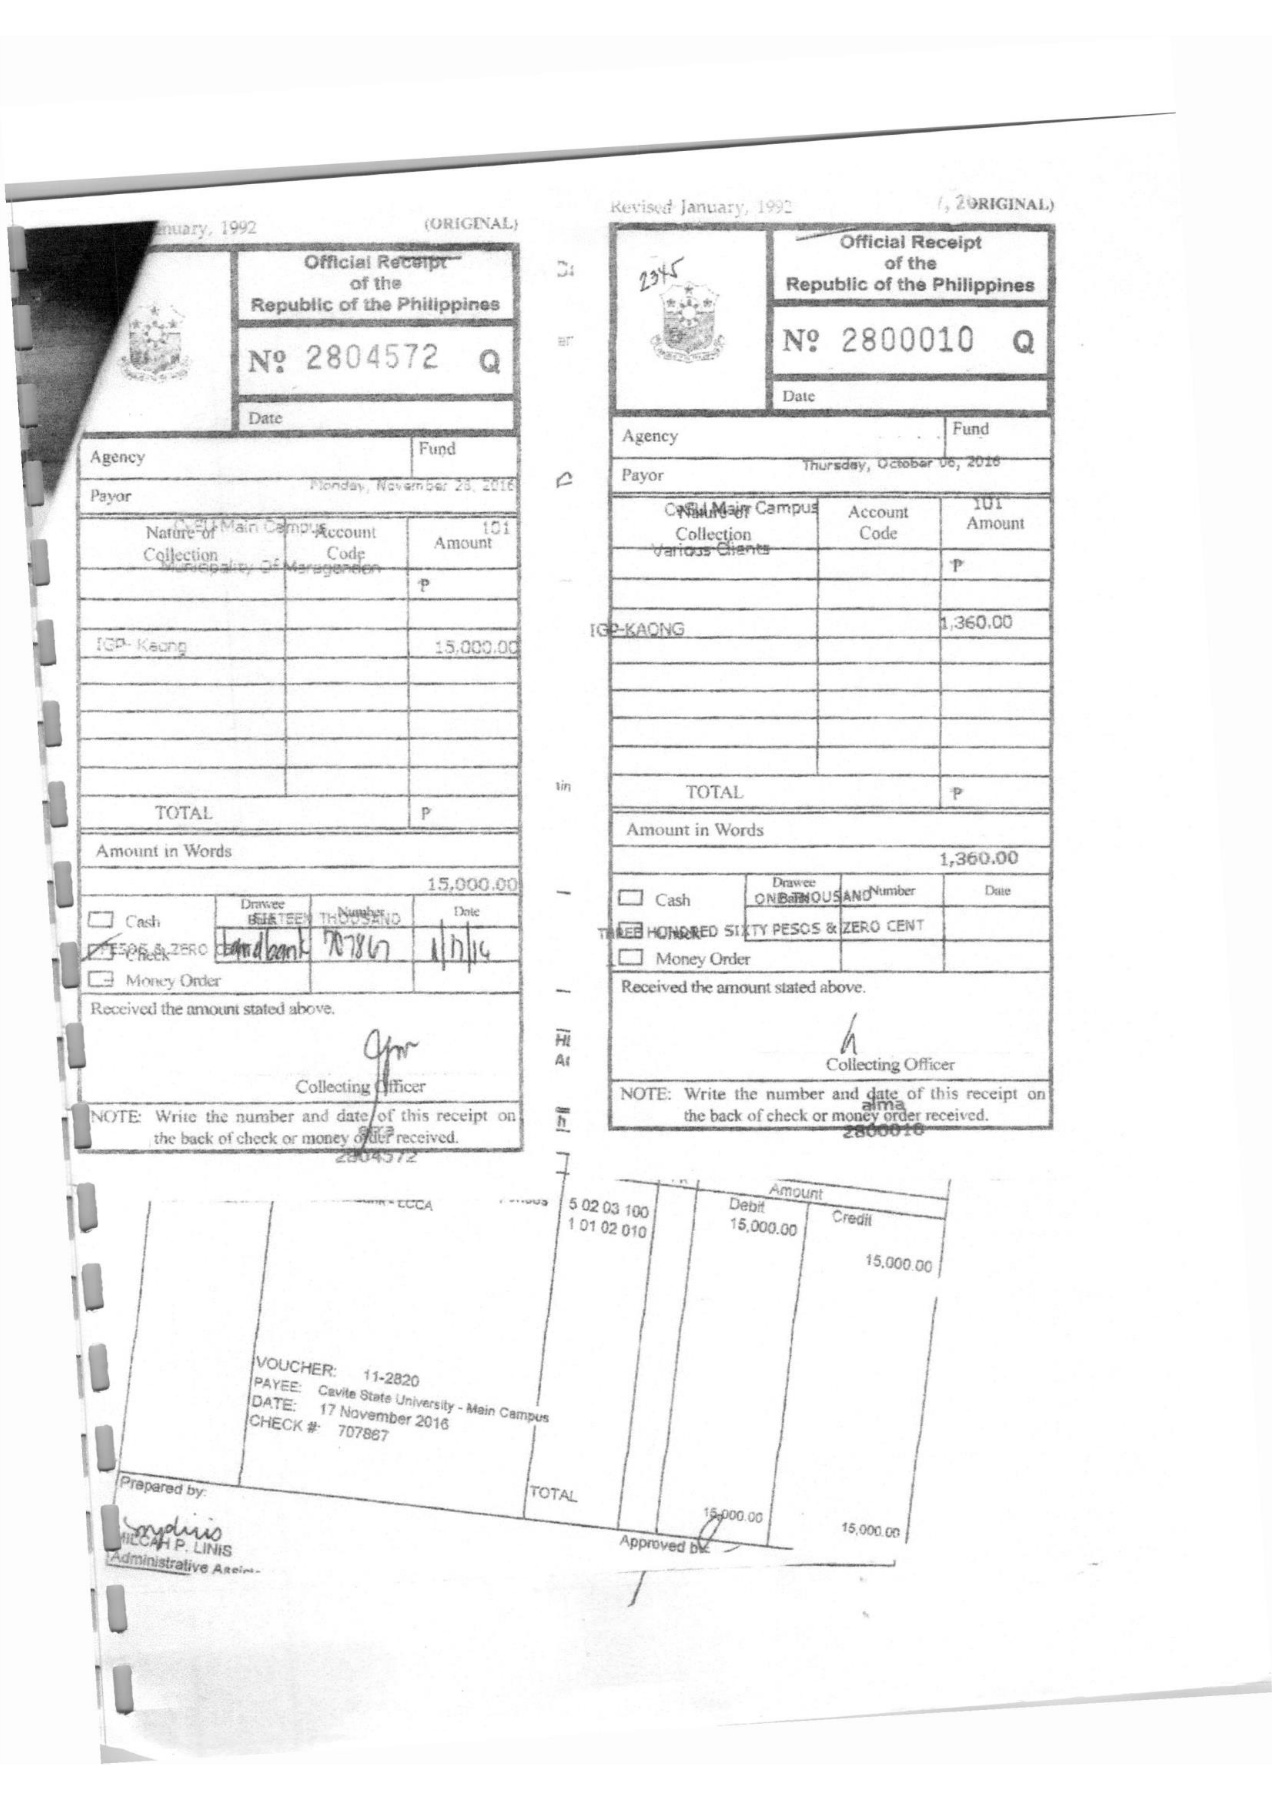 enuary, 1992 (ORIGINAL)
Official Receipt
of the
Republic of the Philippines
Nº 2804572 Q
Date
Agency Fund
Payor Monday, November 28, 2016
CvSU Main Campus 101
Nature of Collection Account Code Amount
Municipality Of Maragondon
₱
IGP- Kaong 15,000.00
TOTAL ₱
Amount in Words
15,000.00
Drawee Bank Number Date
Cash
FIFTEEN THOUSAND
PESOS & ZERO CENT
Check Landbank 707867 11/17/16
Money Order
Received the amount stated above.
Collecting Officer
NOTE: Write the number and date of this receipt on
the back of check or money order received.
2804572
Revised January, 1992 (ORIGINAL)
2345
Official Receipt
of the
Republic of the Philippines
Nº 2800010 Q
Date
Agency Fund
Payor Thursday, October 06, 2016
CvSU Main Campus 101
Nature of Collection Account Code Amount
Various Clients
₱
IGP-KAONG 1,360.00
TOTAL ₱
Amount in Words
1,360.00
Drawee Bank Number Date
Cash
ONE THOUSAND
THREE HUNDRED SIXTY PESOS & ZERO CENT
Check
Money Order
Received the amount stated above.
Collecting Officer
NOTE: Write the number and date of this receipt on
the back of check or money order received.
alma
2800010
Amount
LCCA 5 02 03 100 Debit Credit
1 01 02 010 15,000.00
15,000.00
VOUCHER: 11-2820
PAYEE: Cavite State University - Main Campus
DATE: 17 November 2016
CHECK #: 707867
TOTAL 15,000.00 15,000.00
Prepared by: Approved by:
MILCAH P. LINIS
Administrative Assis